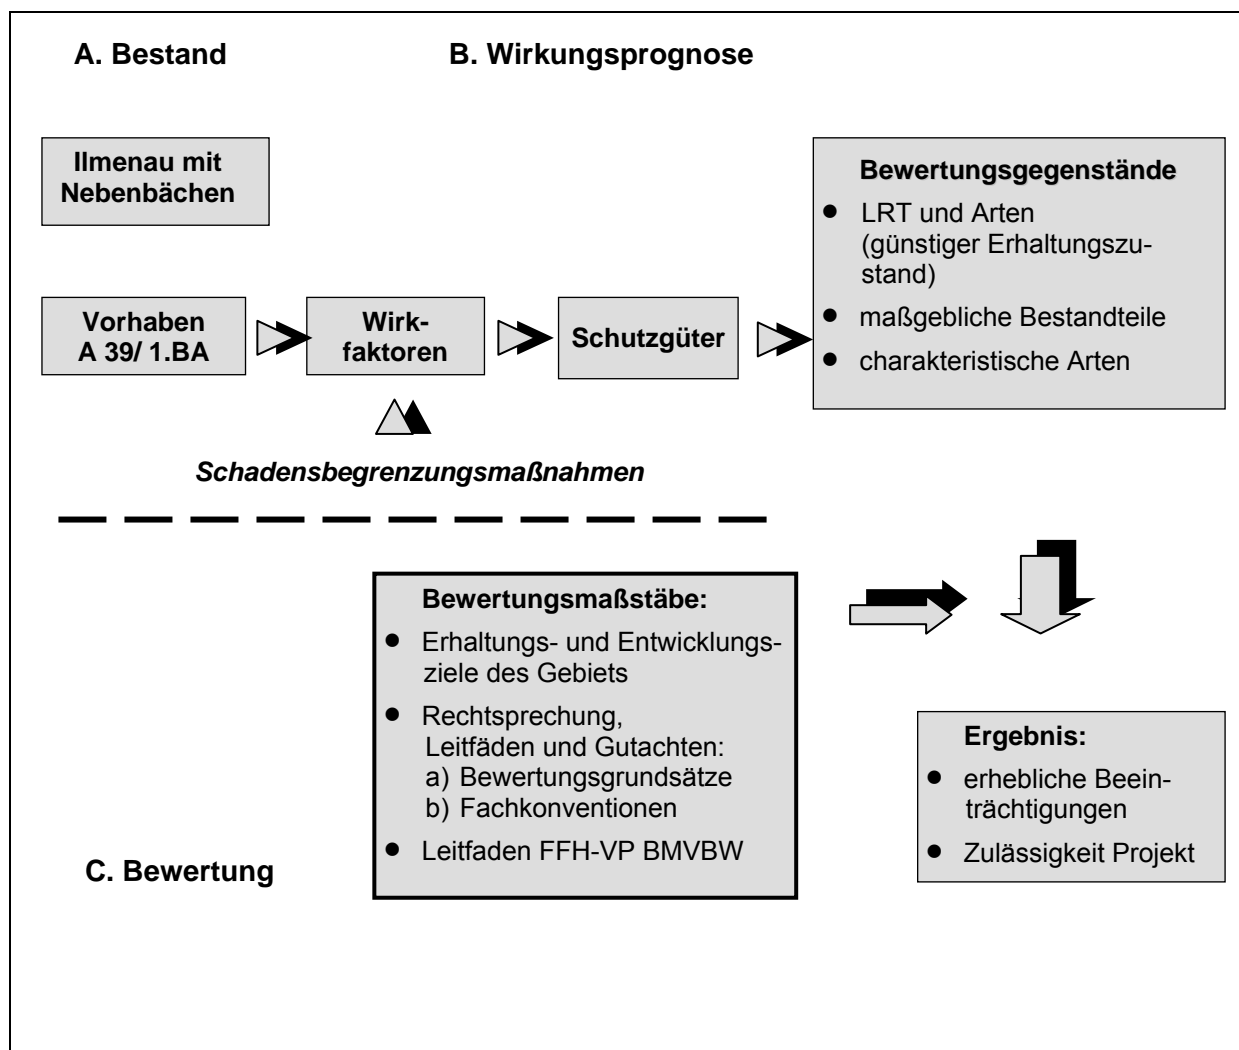 A. Bestand
B. Wirkungsprognose
Ilmenau mit
Nebenbächen
Bewertungsgegenstände
● LRT und Arten
(günstiger Erhaltungszu-
stand)
● maßgebliche Bestandteile
● charakteristische Arten
Vorhaben
A 39/ 1.BA
Wirk-
faktoren
Schutzgüter
Schadensbegrenzungsmaßnahmen
Bewertungsmaßstäbe:
● Erhaltungs- und Entwicklungs-
ziele des Gebiets
● Rechtsprechung,
Leitfäden und Gutachten:
a) Bewertungsgrundsätze
b) Fachkonventionen
● Leitfaden FFH-VP BMVBW
Ergebnis:
● erhebliche Beein-
trächtigungen
● Zulässigkeit Projekt
C. Bewertung